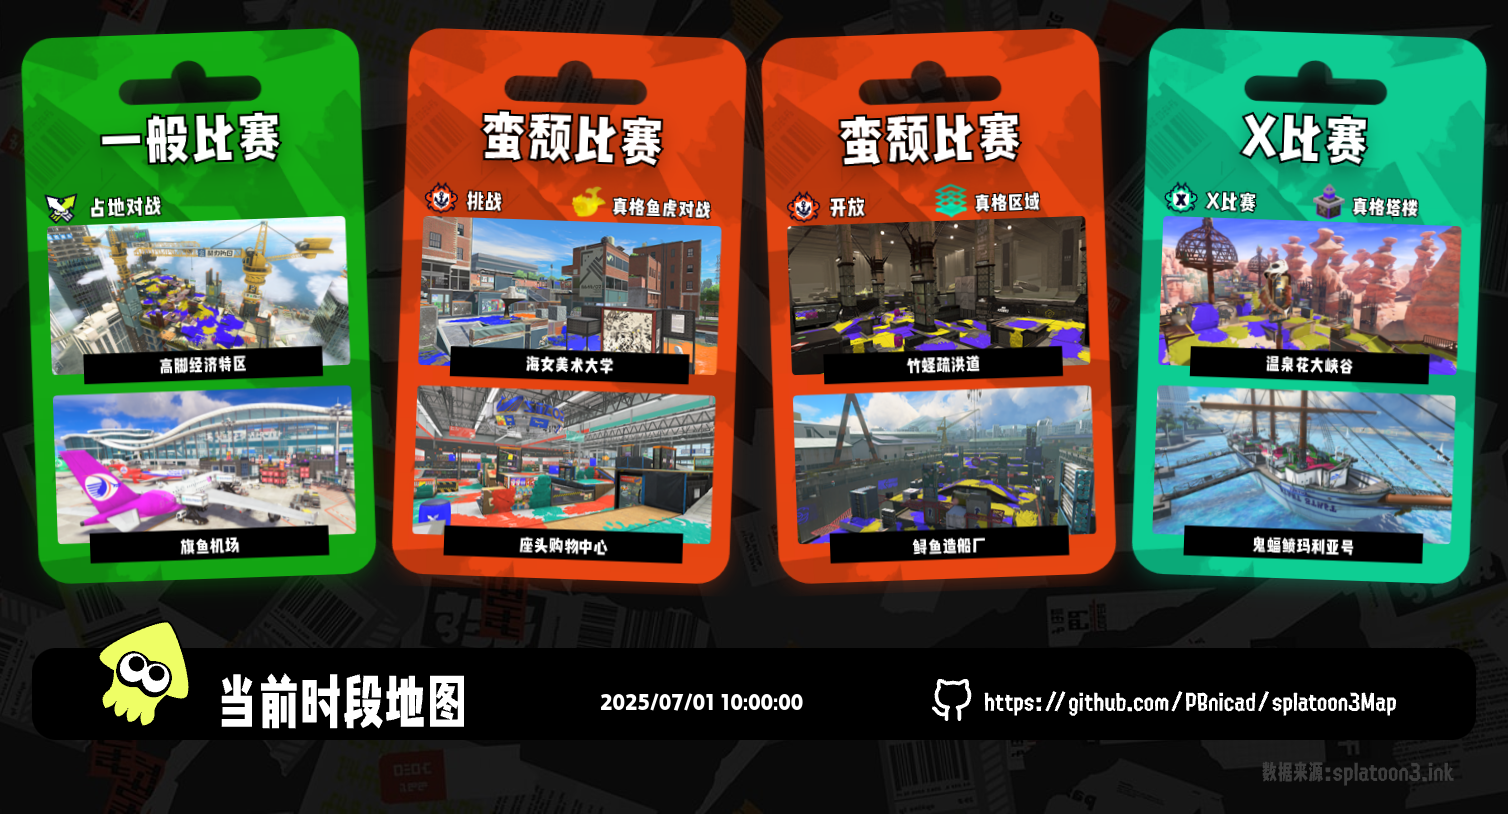 一般比赛
占地对战
高脚经济特区
旗鱼机场
蛮颓比赛
挑战
真格鱼虎对战
海女美术大学
座头购物中心
蛮颓比赛
开放
真格区域
竹蛏疏洪道
鲟鱼造船厂
X比赛
X比赛
真格塔楼
温泉花大峡谷
鬼蝠鲼玛利亚号
当前时段地图
2025/07/01 10:00:00
https://github.com/PBnicad/splatoon3Map
数据来源:splatoon3.ink